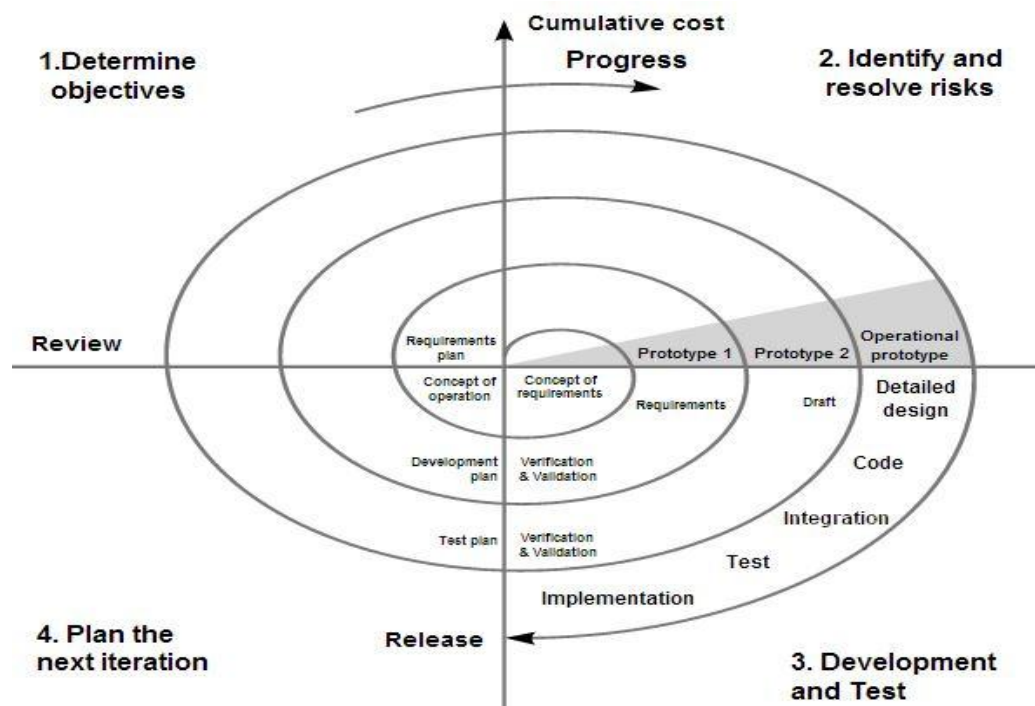 Cumulative cost
Progress
1.Determine
objectives
2. Identify and
resolve risks
Review
Requirements
plan
Prototype 1
Prototype 2
Operational
prototype
Concept of
operation
Concept of
requirements
Requirements
Draft
Detailed
design
Development
plan
Verification
& Validation
Code
Test plan
Verification
& Validation
Integration
Test
Implementation
Release
4. Plan the
next iteration
3. Development
and Test